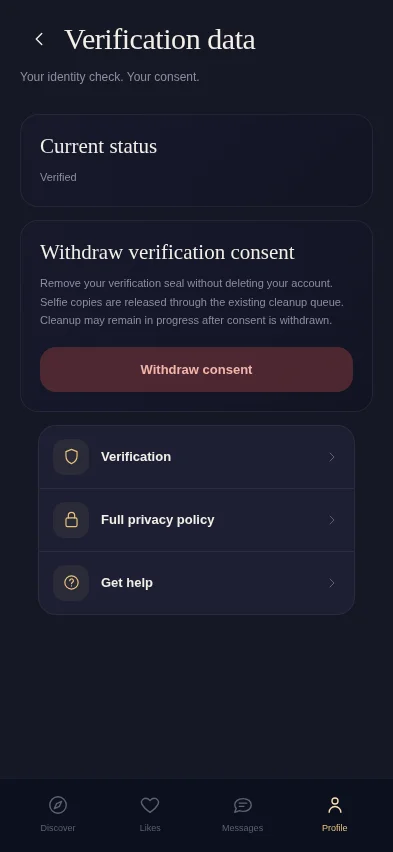 Verification data
Your identity check. Your consent.
Current status
Verified
Withdraw verification consent
Remove your verification seal without deleting your account.
Selfie copies are released through the existing cleanup queue.
Cleanup may remain in progress after consent is withdrawn.
Withdraw consent
Verification
Full privacy policy
Get help
Discover
Likes
Messages
Profile